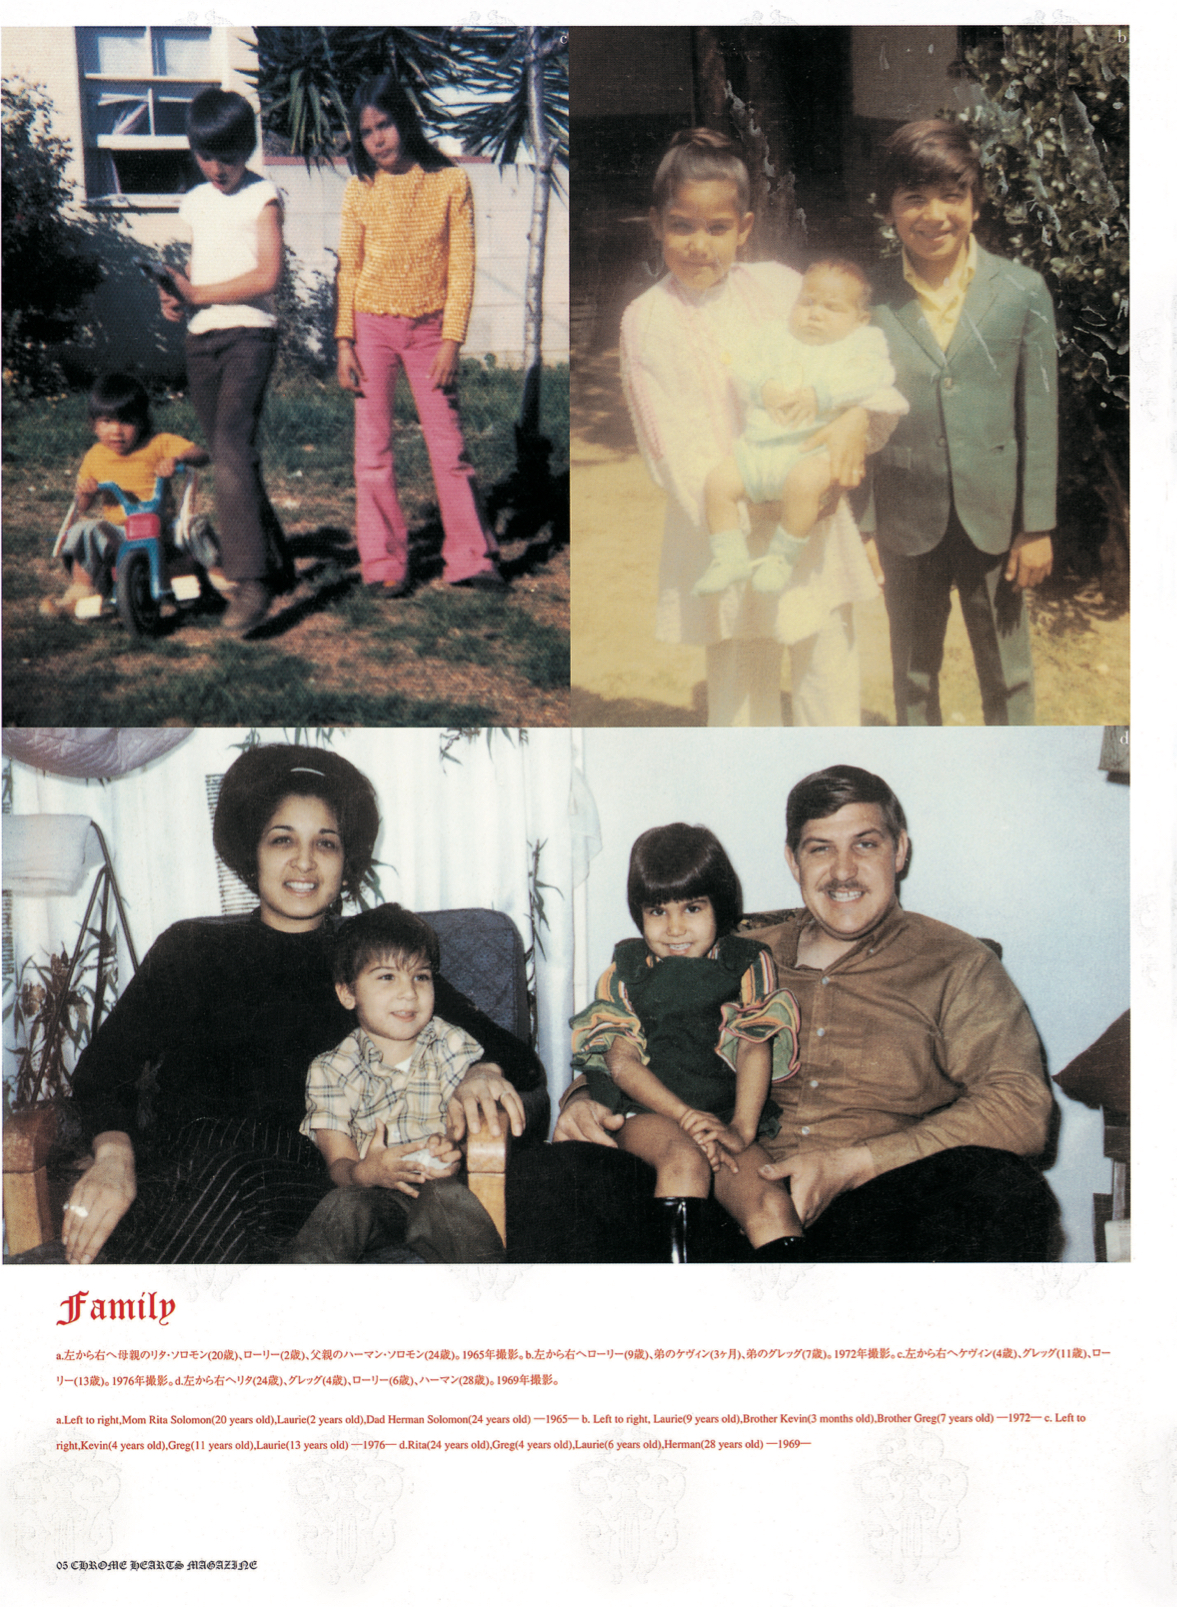 c
b
d
Family
a.左から右へ母親のリタ・ソロモン(20歳)、ローリー(2歳)、父親のハーマン・ソロモン(24歳)。1965年撮影。b.左から右へローリー(9歳)、弟のケヴィン(3ヶ月)、弟のグレッグ(7歳)。1972年撮影。c.左から右へケヴィン(4歳)、グレッグ(11歳)、ロー
リー(13歳)。1976年撮影。d.左から右へリタ(24歳)、グレッグ(4歳)、ローリー(6歳)、ハーマン(28歳)。1969年撮影。
a.Left to right,Mom Rita Solomon(20 years old),Laurie(2 years old),Dad Herman Solomon(24 years old) —1965— b. Left to right, Laurie(9 years old),Brother Kevin(3 months old),Brother Greg(7 years old) —1972— c. Left to
right,Kevin(4 years old),Greg(11 years old),Laurie(13 years old) —1976— d.Rita(24 years old),Greg(4 years old),Laurie(6 years old),Herman(28 years old) —1969—
05 CHROME HEARTS MAGAZINE